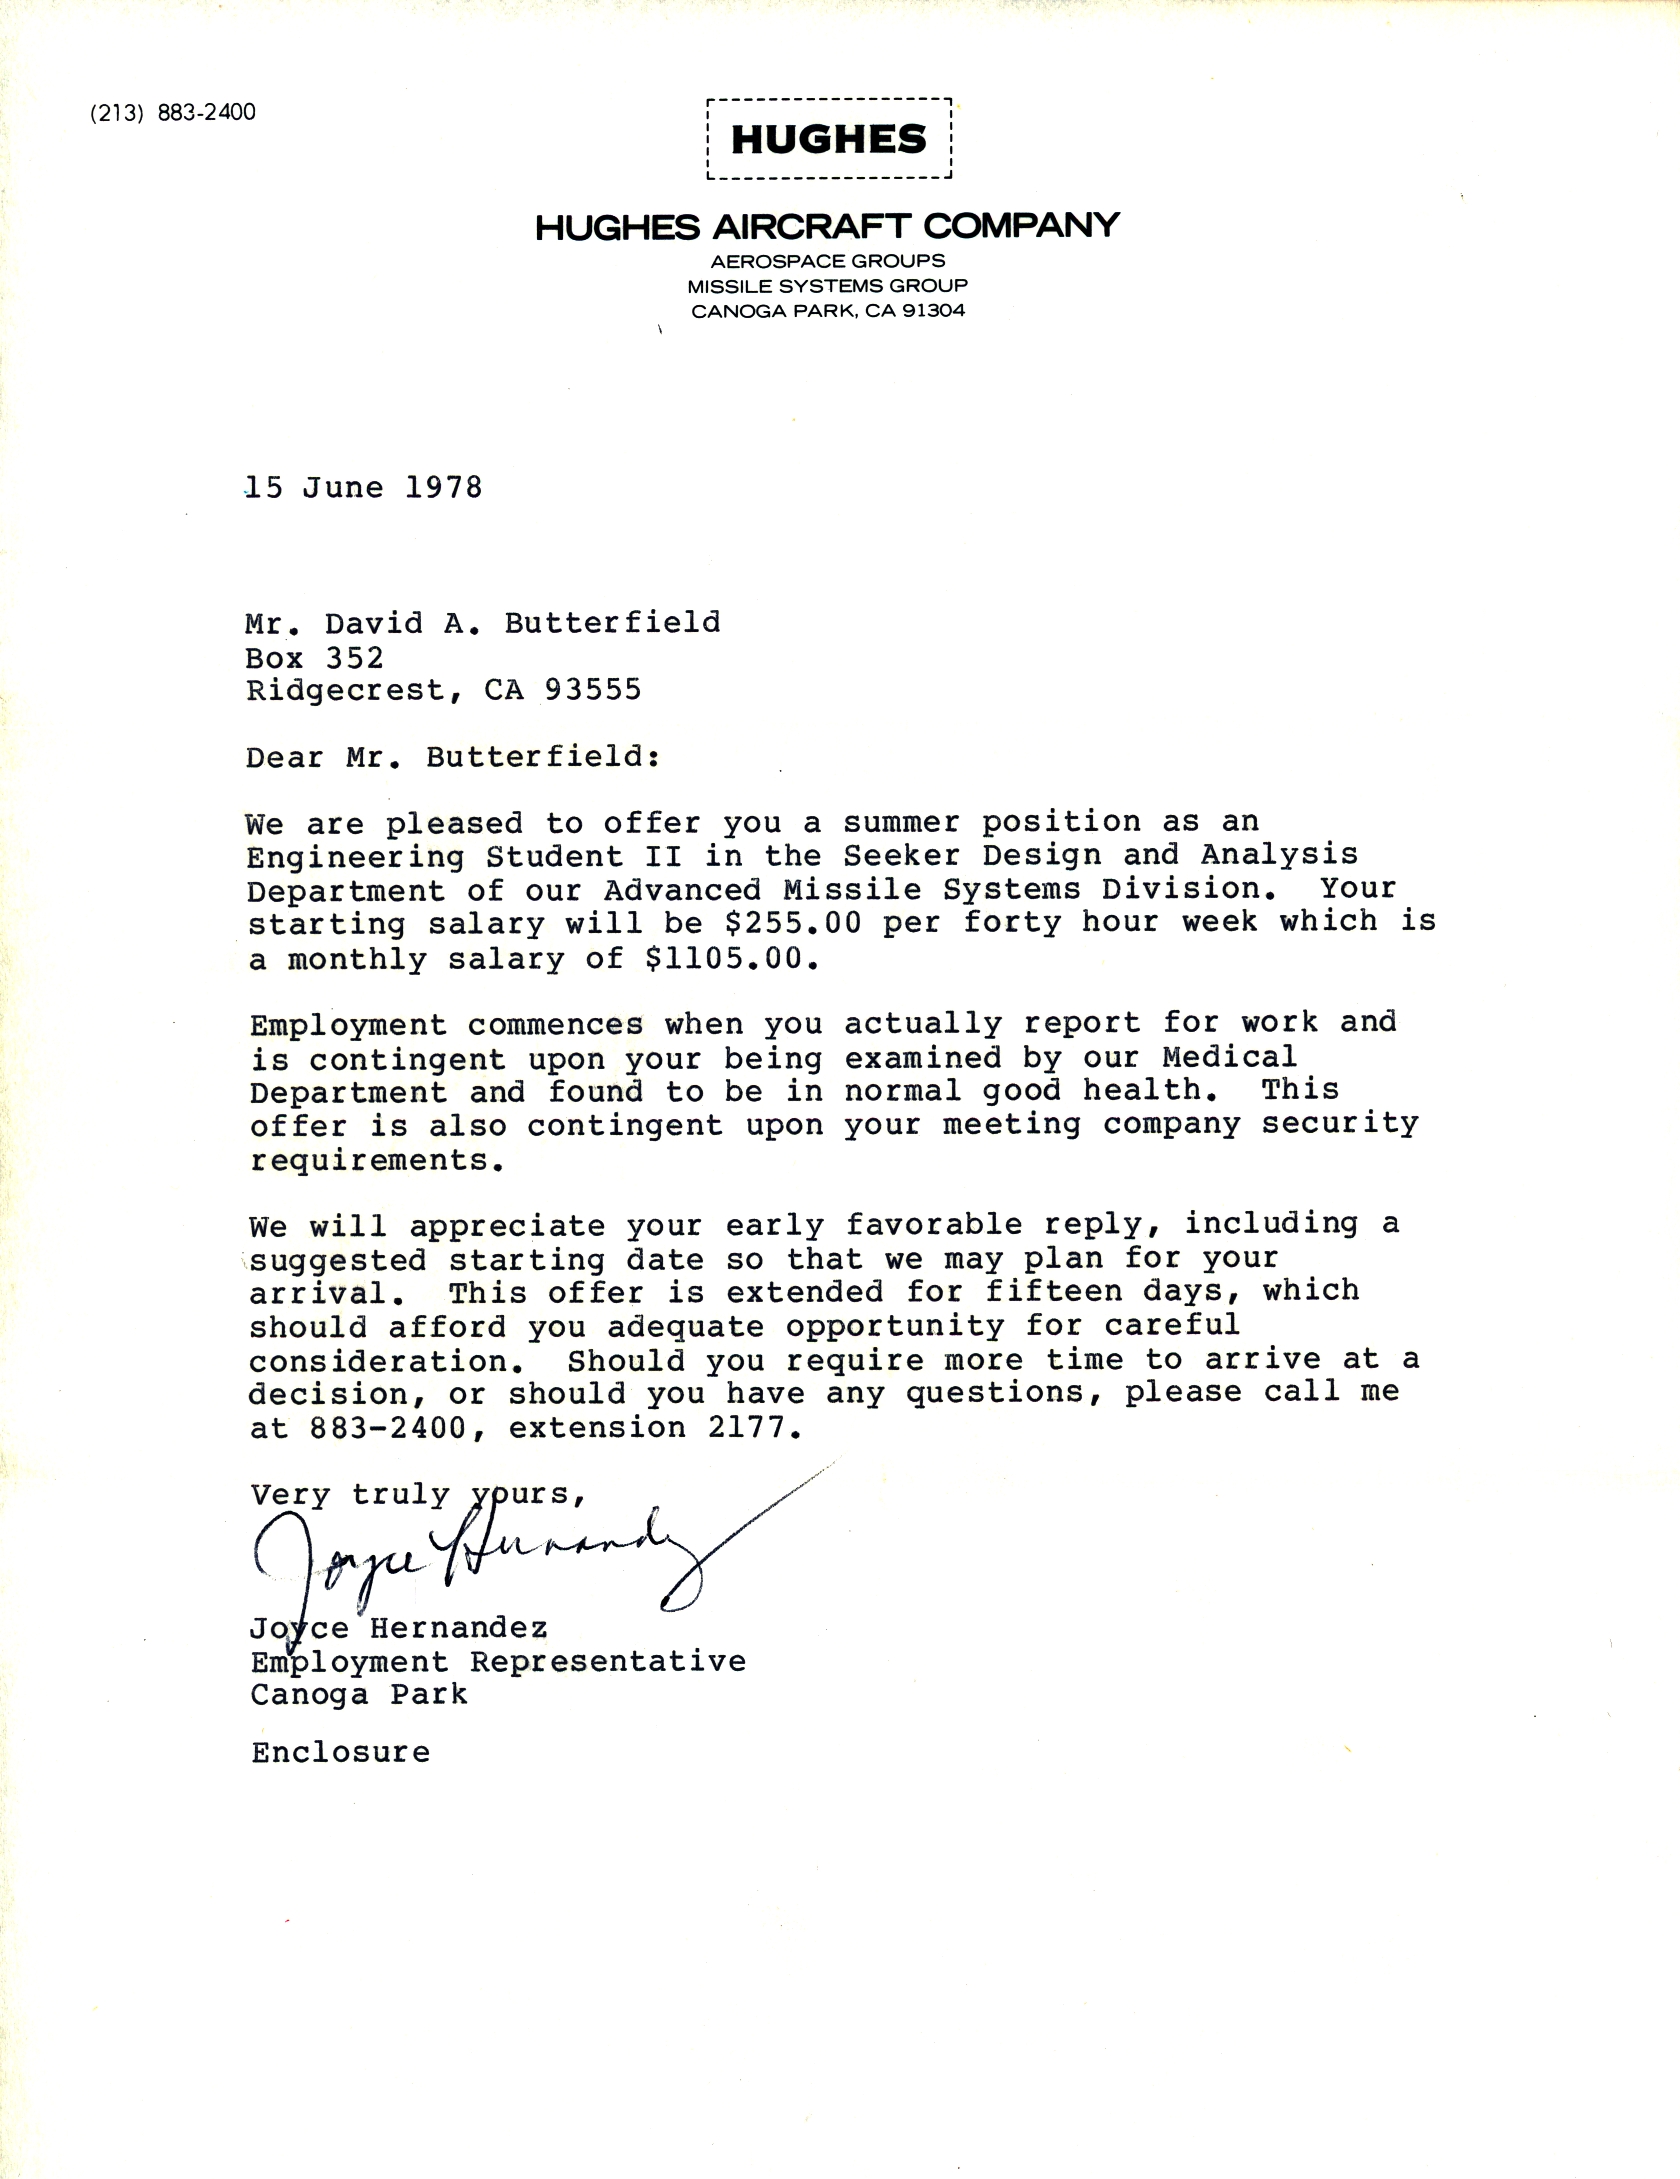 (213) 883-2400
HUGHES
HUGHES AIRCRAFT COMPANY
AEROSPACE GROUPS
MISSILE SYSTEMS GROUP
CANOGA PARK, CA 91304
15 June 1978
Mr. David A. Butterfield
Box 352
Ridgecrest, CA 93555
Dear Mr. Butterfield:
We are pleased to offer you a summer position as an
Engineering Student II in the Seeker Design and Analysis
Department of our Advanced Missile Systems Division.  Your
starting salary will be $255.00 per forty hour week which is
a monthly salary of $1105.00.
Employment commences when you actually report for work and
is contingent upon your being examined by our Medical
Department and found to be in normal good health.  This
offer is also contingent upon your meeting company security
requirements.
We will appreciate your early favorable reply, including a
suggested starting date so that we may plan for your
arrival.  This offer is extended for fifteen days, which
should afford you adequate opportunity for careful
consideration.  Should you require more time to arrive at a
decision, or should you have any questions, please call me
at 883-2400, extension 2177.
Very truly yours,
Joyce Hernandez
Joyce Hernandez
Employment Representative
Canoga Park
Enclosure